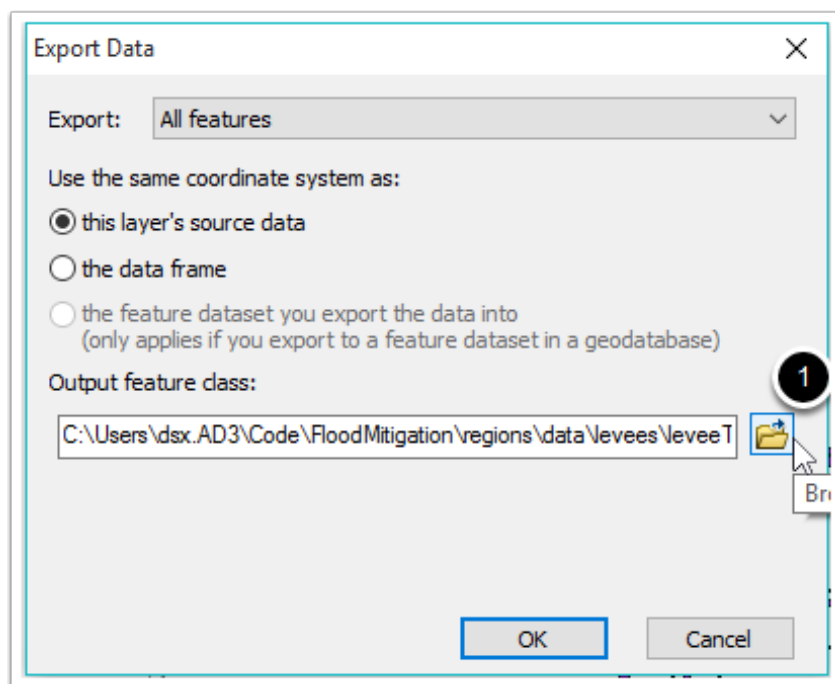 Export Data
Export: All features
Use the same coordinate system as:
this layer's source data
the data frame
the feature dataset you export the data into
(only applies if you export to a feature dataset in a geodatabase)
Output feature class:
1
C:\Users\dsx.AD3\Code\FloodMitigation\regions\data\levees\leveeT
Bro
OK Cancel